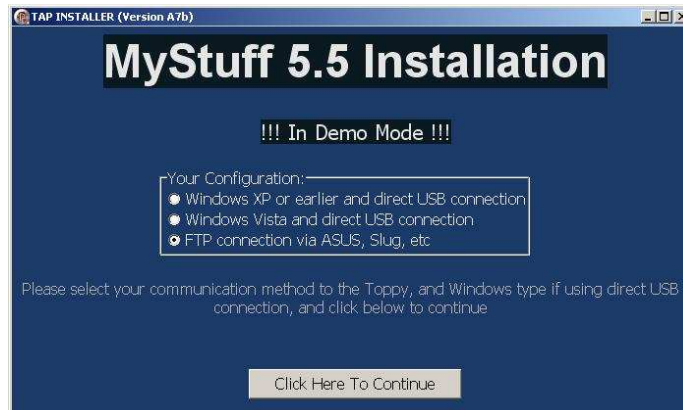 TAP INSTALLER (Version A7b)
MyStuff 5.5 Installation
!!! In Demo Mode !!!
Your Configuration:
Windows XP or earlier and direct USB connection
Windows Vista and direct USB connection
FTP connection via ASUS, Slug, etc
Please select your communication method to the Toppy, and Windows type if using direct USB
connection, and click below to continue
Click Here To Continue